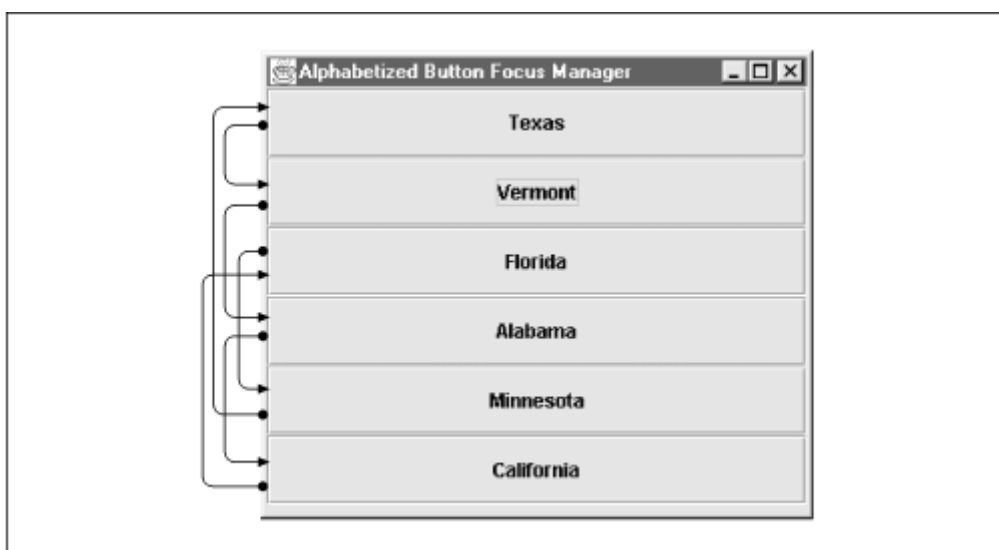 Alphabetized Button Focus Manager
Texas
Vermont
Florida
Alabama
Minnesota
California